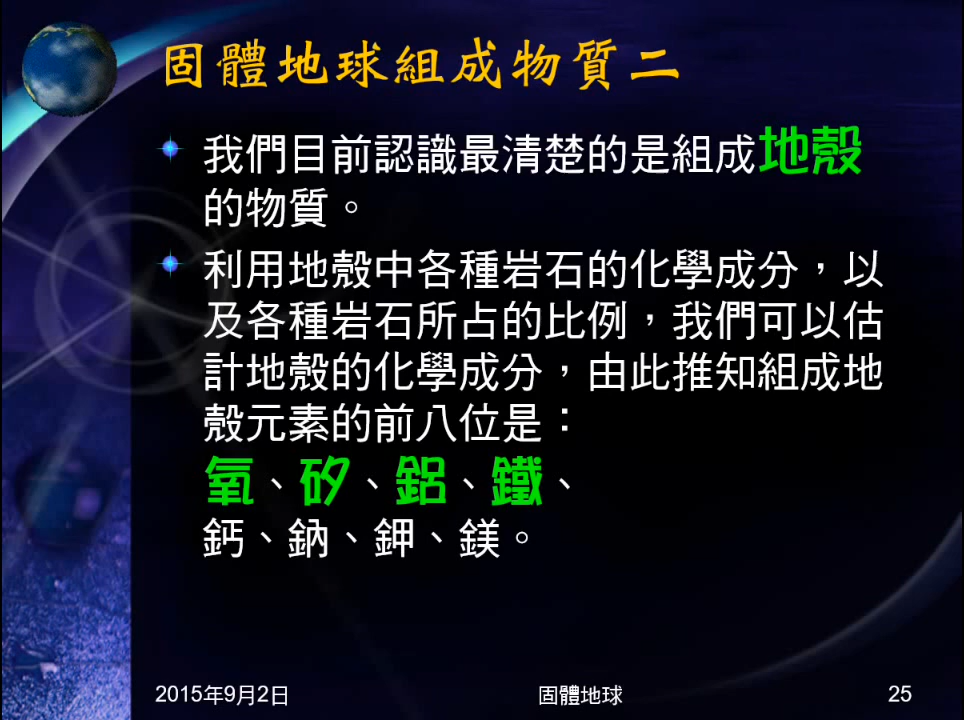 固體地球組成物質二
我們目前認識最清楚的是組成地殼
的物質。
利用地殼中各種岩石的化學成分，以
及各種岩石所占的比例，我們可以估
計地殼的化學成分，由此推知組成地
殼元素的前八位是：
氧、矽、鋁、鐵、
鈣、鈉、鉀、鎂。
2015年9月2日 固體地球 25